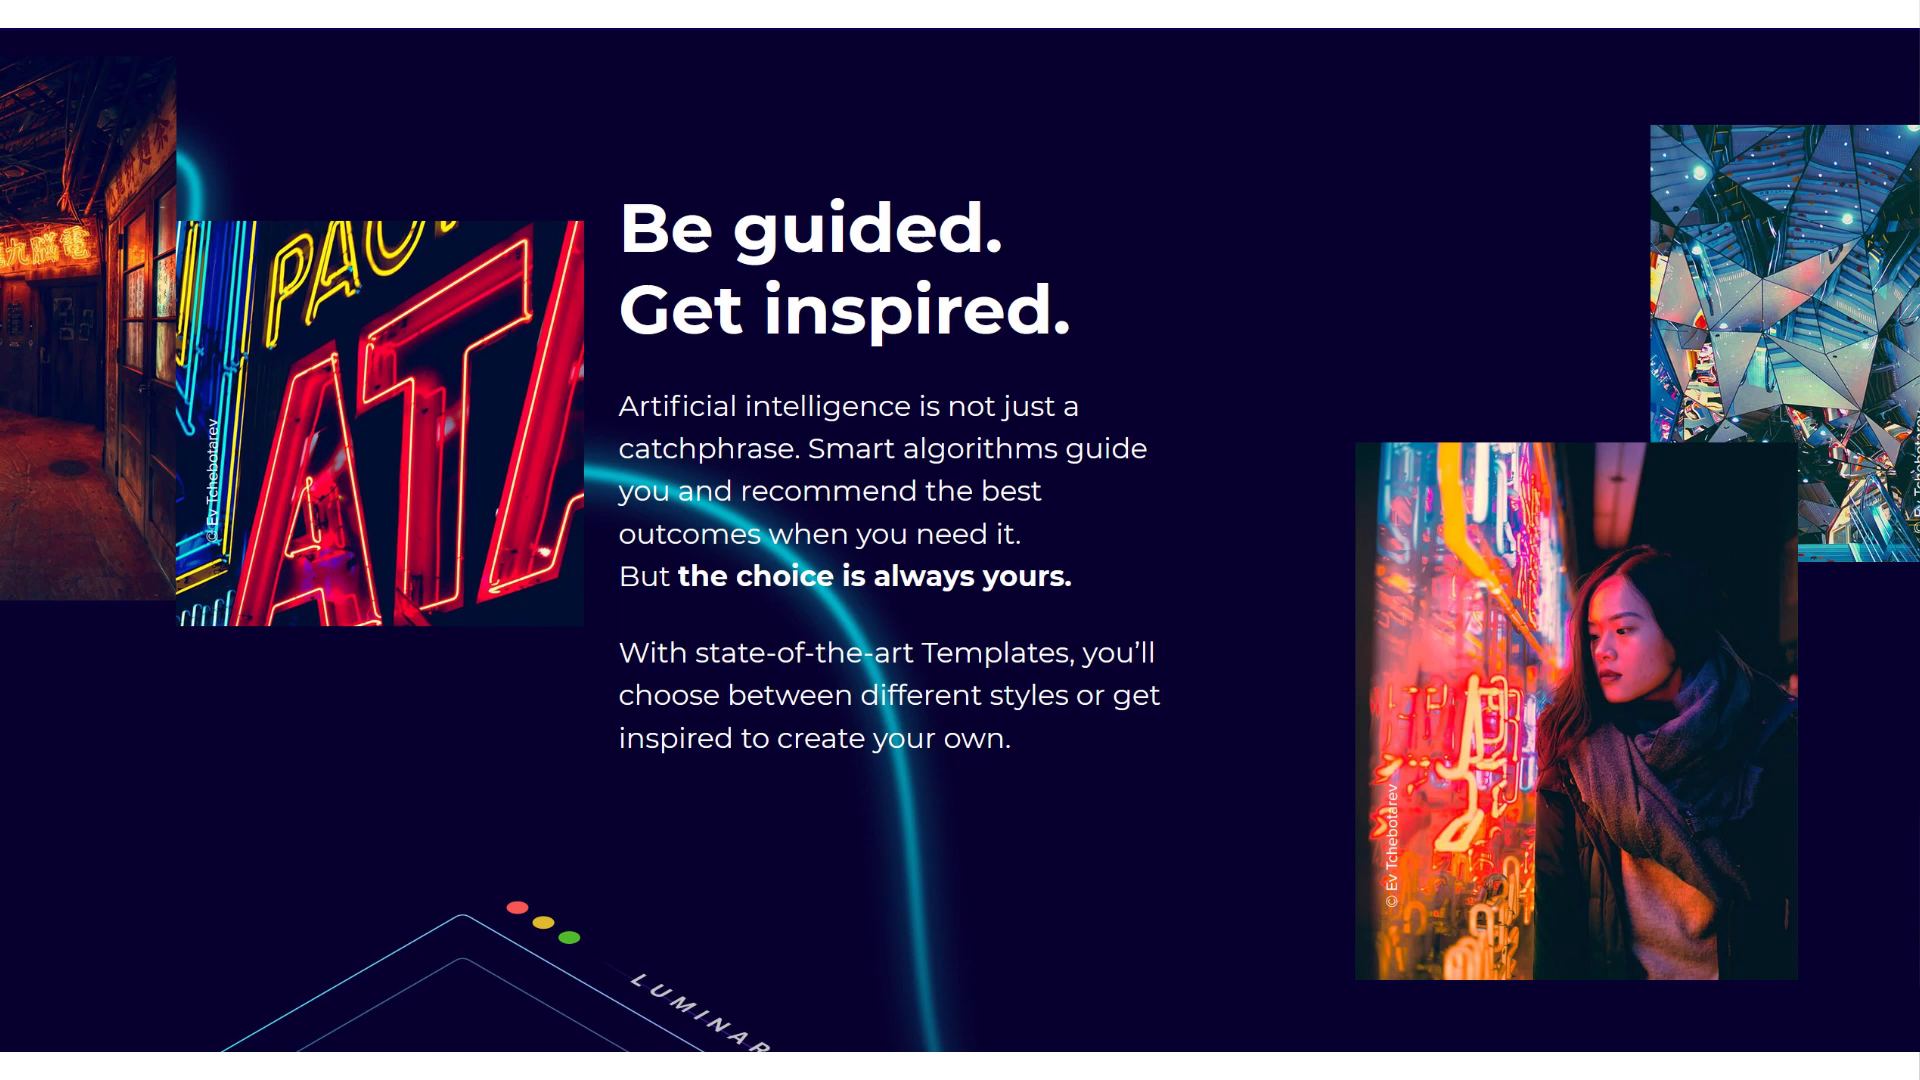 Be guided.
Get inspired.
Artificial intelligence is not just a
catchphrase. Smart algorithms guide
you and recommend the best
outcomes when you need it.
But the choice is always yours.
With state-of-the-art Templates, you’ll
choose between different styles or get
inspired to create your own.
PAC
ATA
© Ev Tchebotarev
© Ev Tchebotarev
LUMINAR